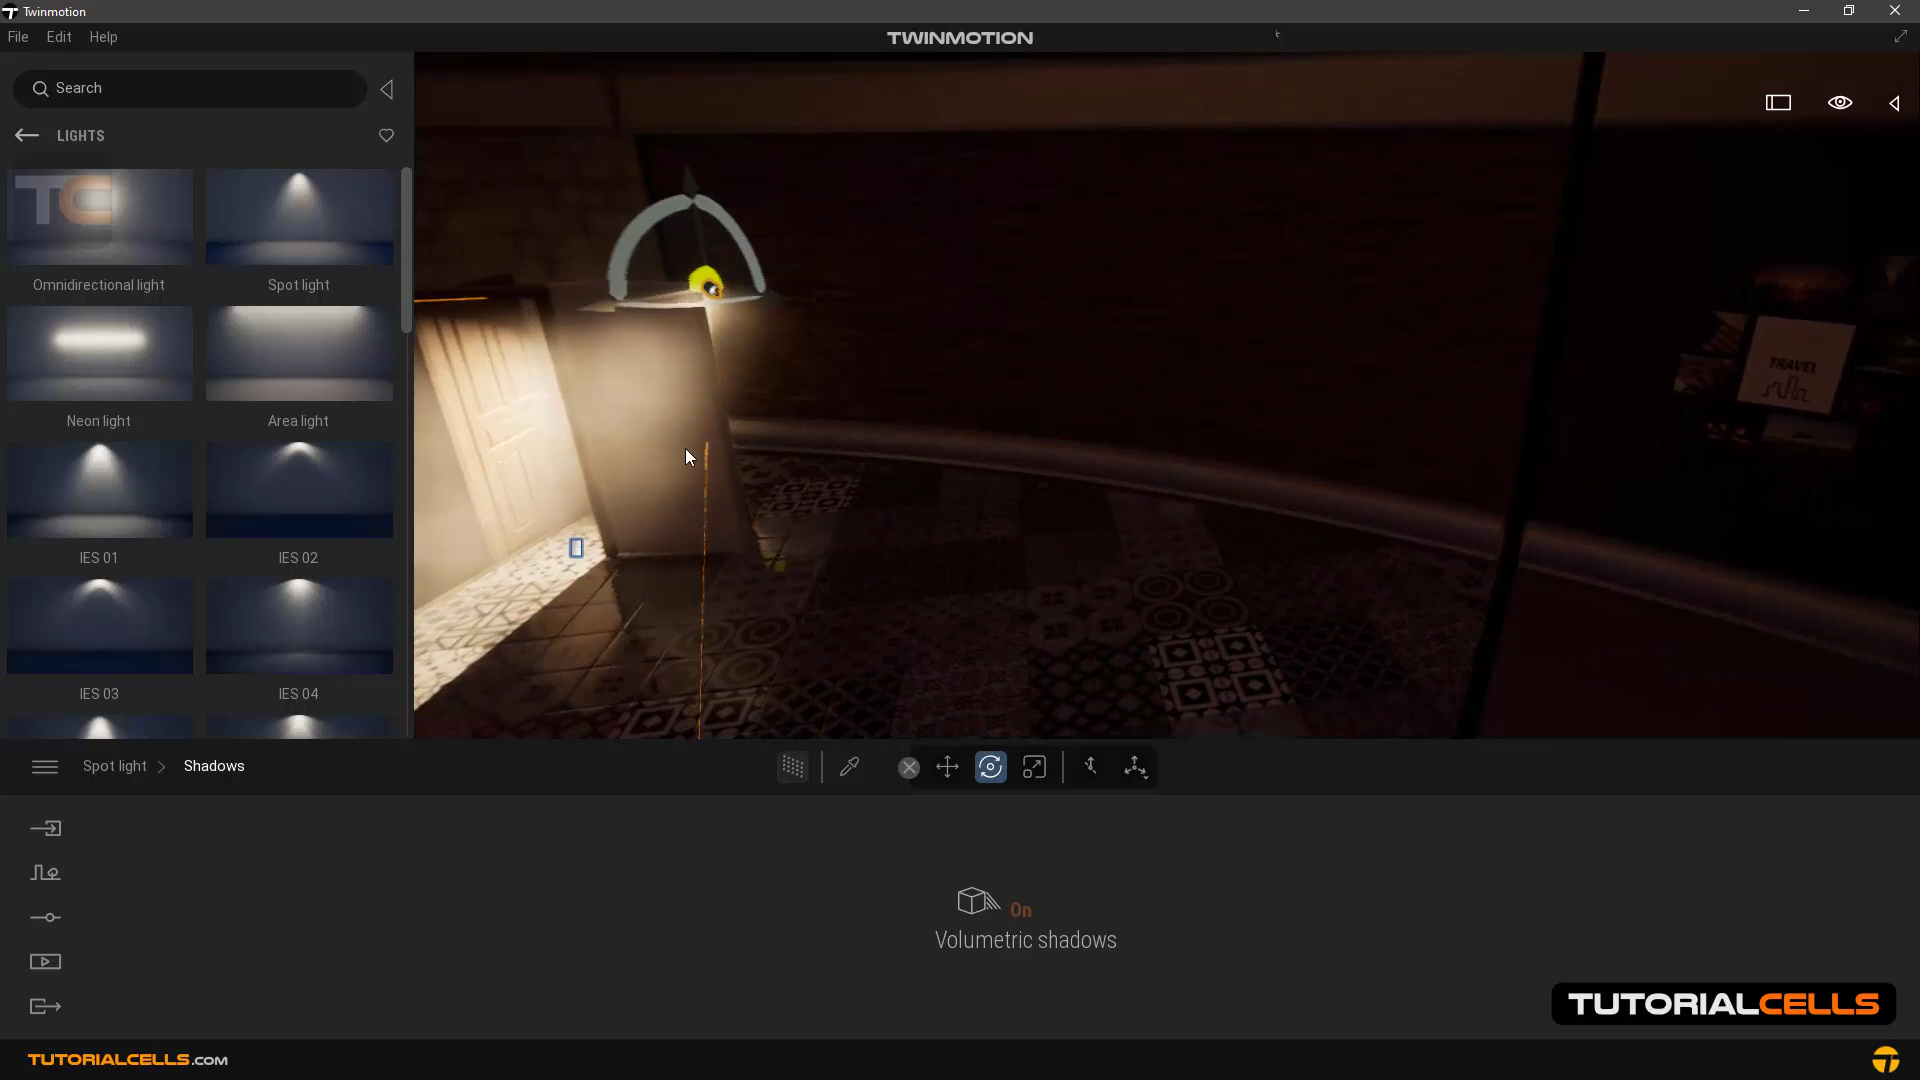 Twinmotion
File Edit Help
TWINMOTION
Search
LIGHTS
TC
Omnidirectional light
Spot light
Neon light
Area light
IES 01
IES 02
IES 03
IES 04
TRAVEL
Spot light
Shadows
On
Volumetric shadows
TUTORIALCELLS
TUTORIALCELLS.COM